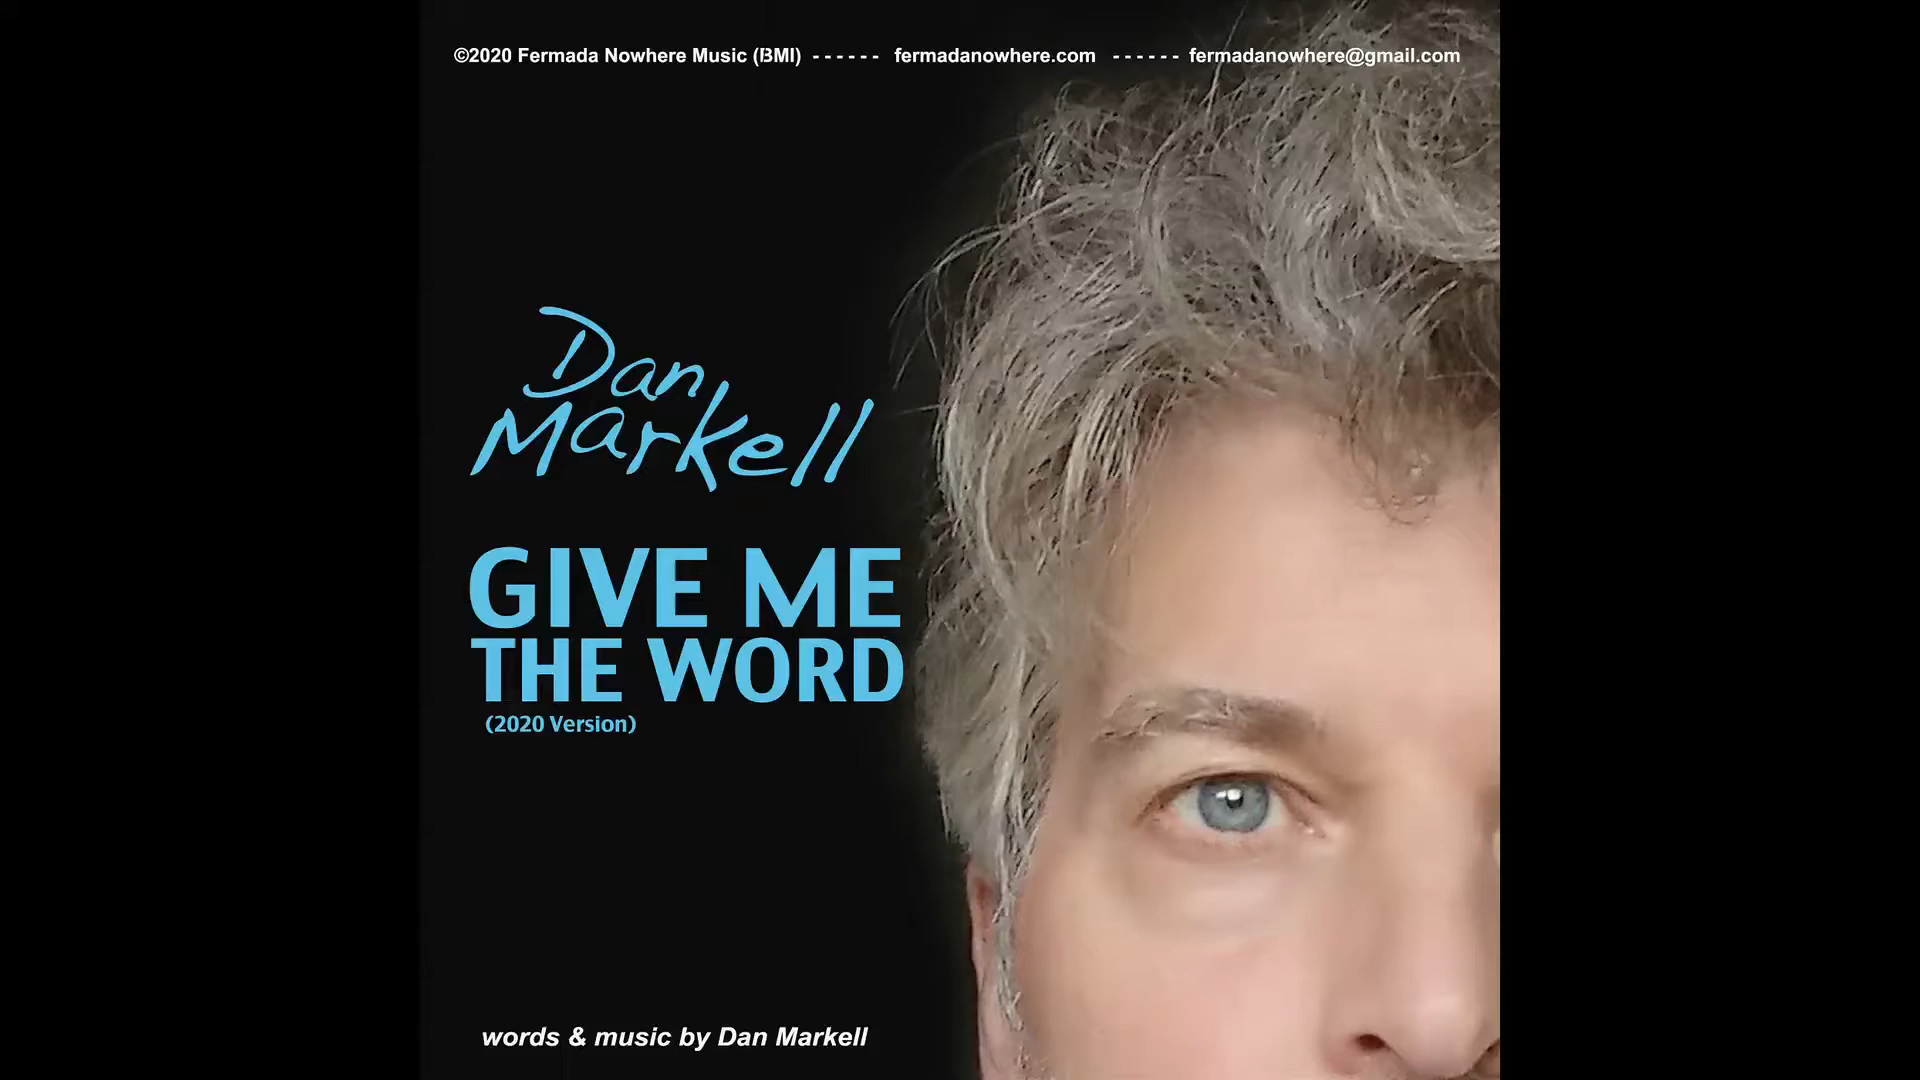 ©2020 Fermada Nowhere Music (BMI) ------ fermadanowhere.com ------ fermadanowhere@gmail.com
Dan
Markell
GIVE ME
THE WORD
(2020 Version)
words & music by Dan Markell